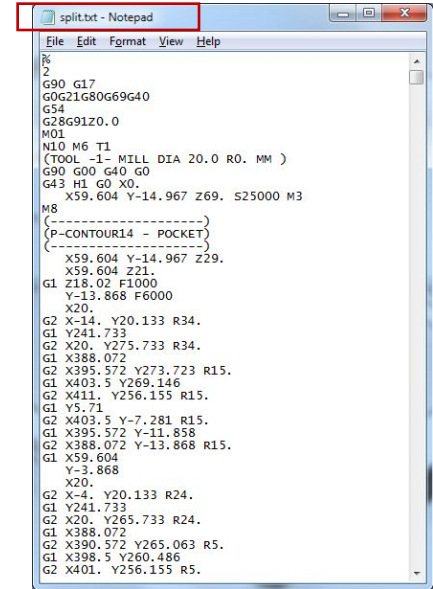 split.txt - Notepad
File Edit Format View Help
%
2
G90 G17
G0G21G80G69G40
G54
G28G91Z0.0
M01
N10 M6 T1
(TOOL -1- MILL DIA 20.0 R0. MM )
G90 G00 G40 G0
G43 H1 G0 X0.
X59.604 Y-14.967 Z69. S25000 M3
M8
(--------------------)
(P-CONTOUR14 - POCKET)
(--------------------)
X59.604 Y-14.967 Z29.
X59.604 Z21.
G1 Z18.02 F1000
Y-13.868 F6000
X20.
G2 X-14. Y20.133 R34.
G1 Y241.733
G2 X20. Y275.733 R34.
G1 X388.072
G2 X395.572 Y273.723 R15.
G1 X403.5 Y269.146
G2 X411. Y256.155 R15.
G1 Y5.71
G2 X403.5 Y-7.281 R15.
G1 X395.572 Y-11.858
G2 X388.072 Y-13.868 R15.
G1 X59.604
Y-3.868
X20.
G2 X-4. Y20.133 R24.
G1 Y241.733
G2 X20. Y265.733 R24.
G1 X388.072
G2 X390.572 Y265.063 R5.
G1 X398.5 Y260.486
G2 X401. Y256.155 R5.